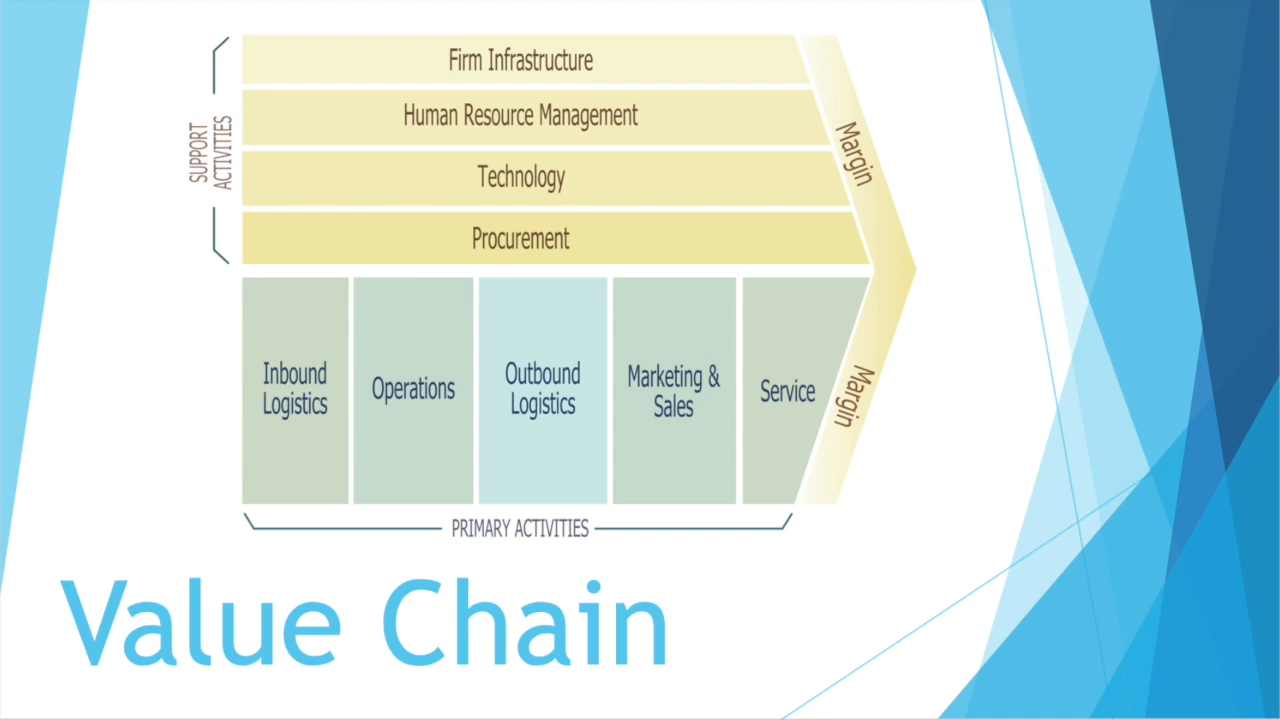 Firm Infrastructure
Human Resource Management
Technology
Procurement
SUPPORT
ACTIVITIES
Margin
Inbound
Logistics
Operations
Outbound
Logistics
Marketing &
Sales
Service
Margin
PRIMARY ACTIVITIES
Value Chain